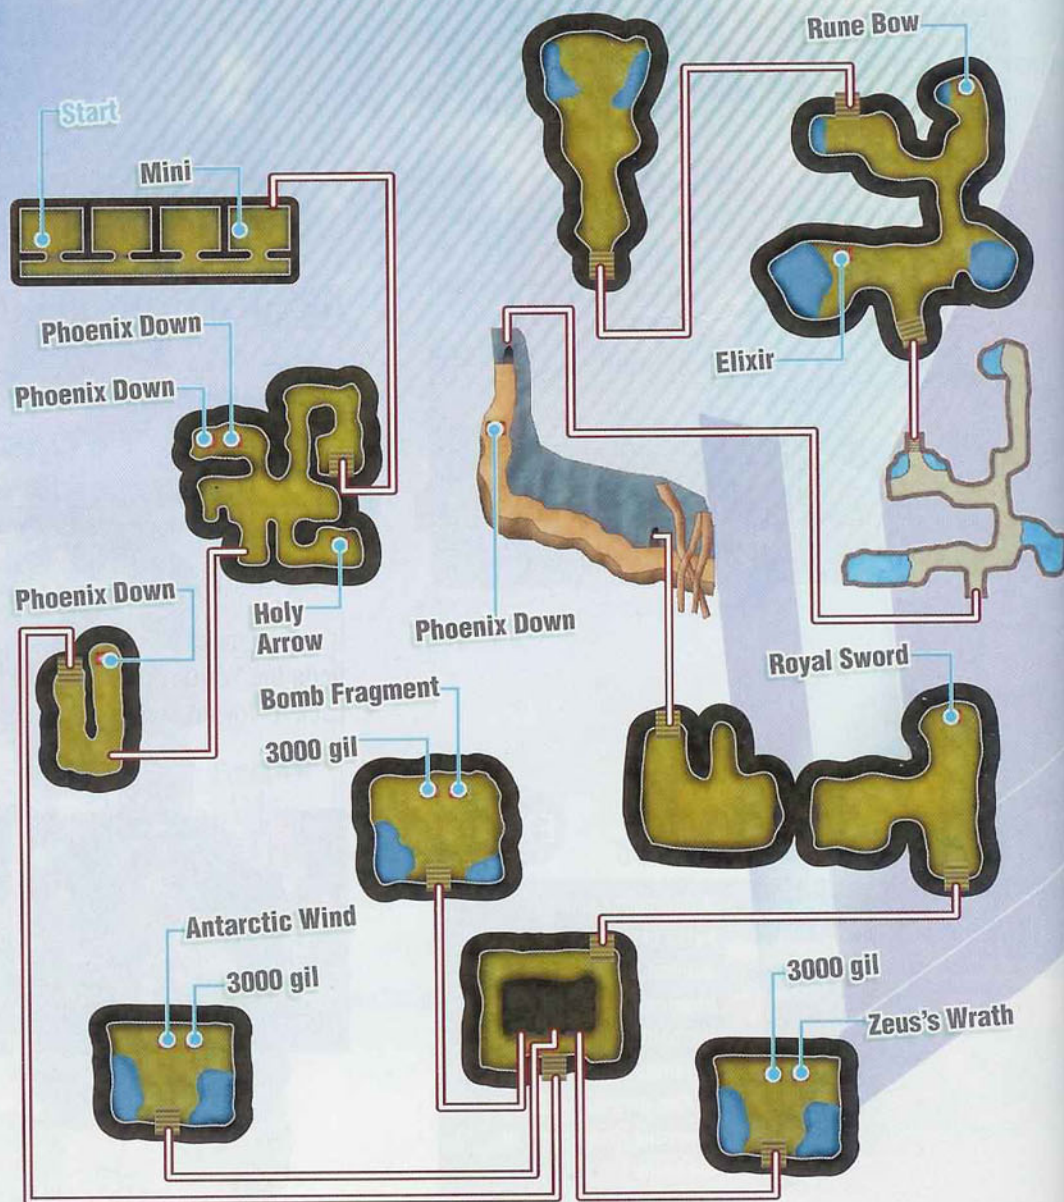 Rune Bow
Start
Mini
Phoenix Down
Phoenix Down
Elixir
Phoenix Down
Holy
Arrow
Phoenix Down
Royal Sword
Bomb Fragment
3000 gil
Antarctic Wind
3000 gil
3000 gil
Zeus's Wrath